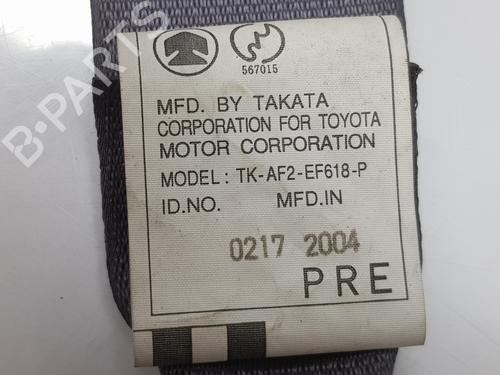 567015
MFD. BY TAKATA
CORPORATION FOR TOYOTA
MOTOR CORPORATION
MODEL: TK-AF2-EF618-P
ID.NO. MFD.IN
0217 2004
PRE
B-PARTS